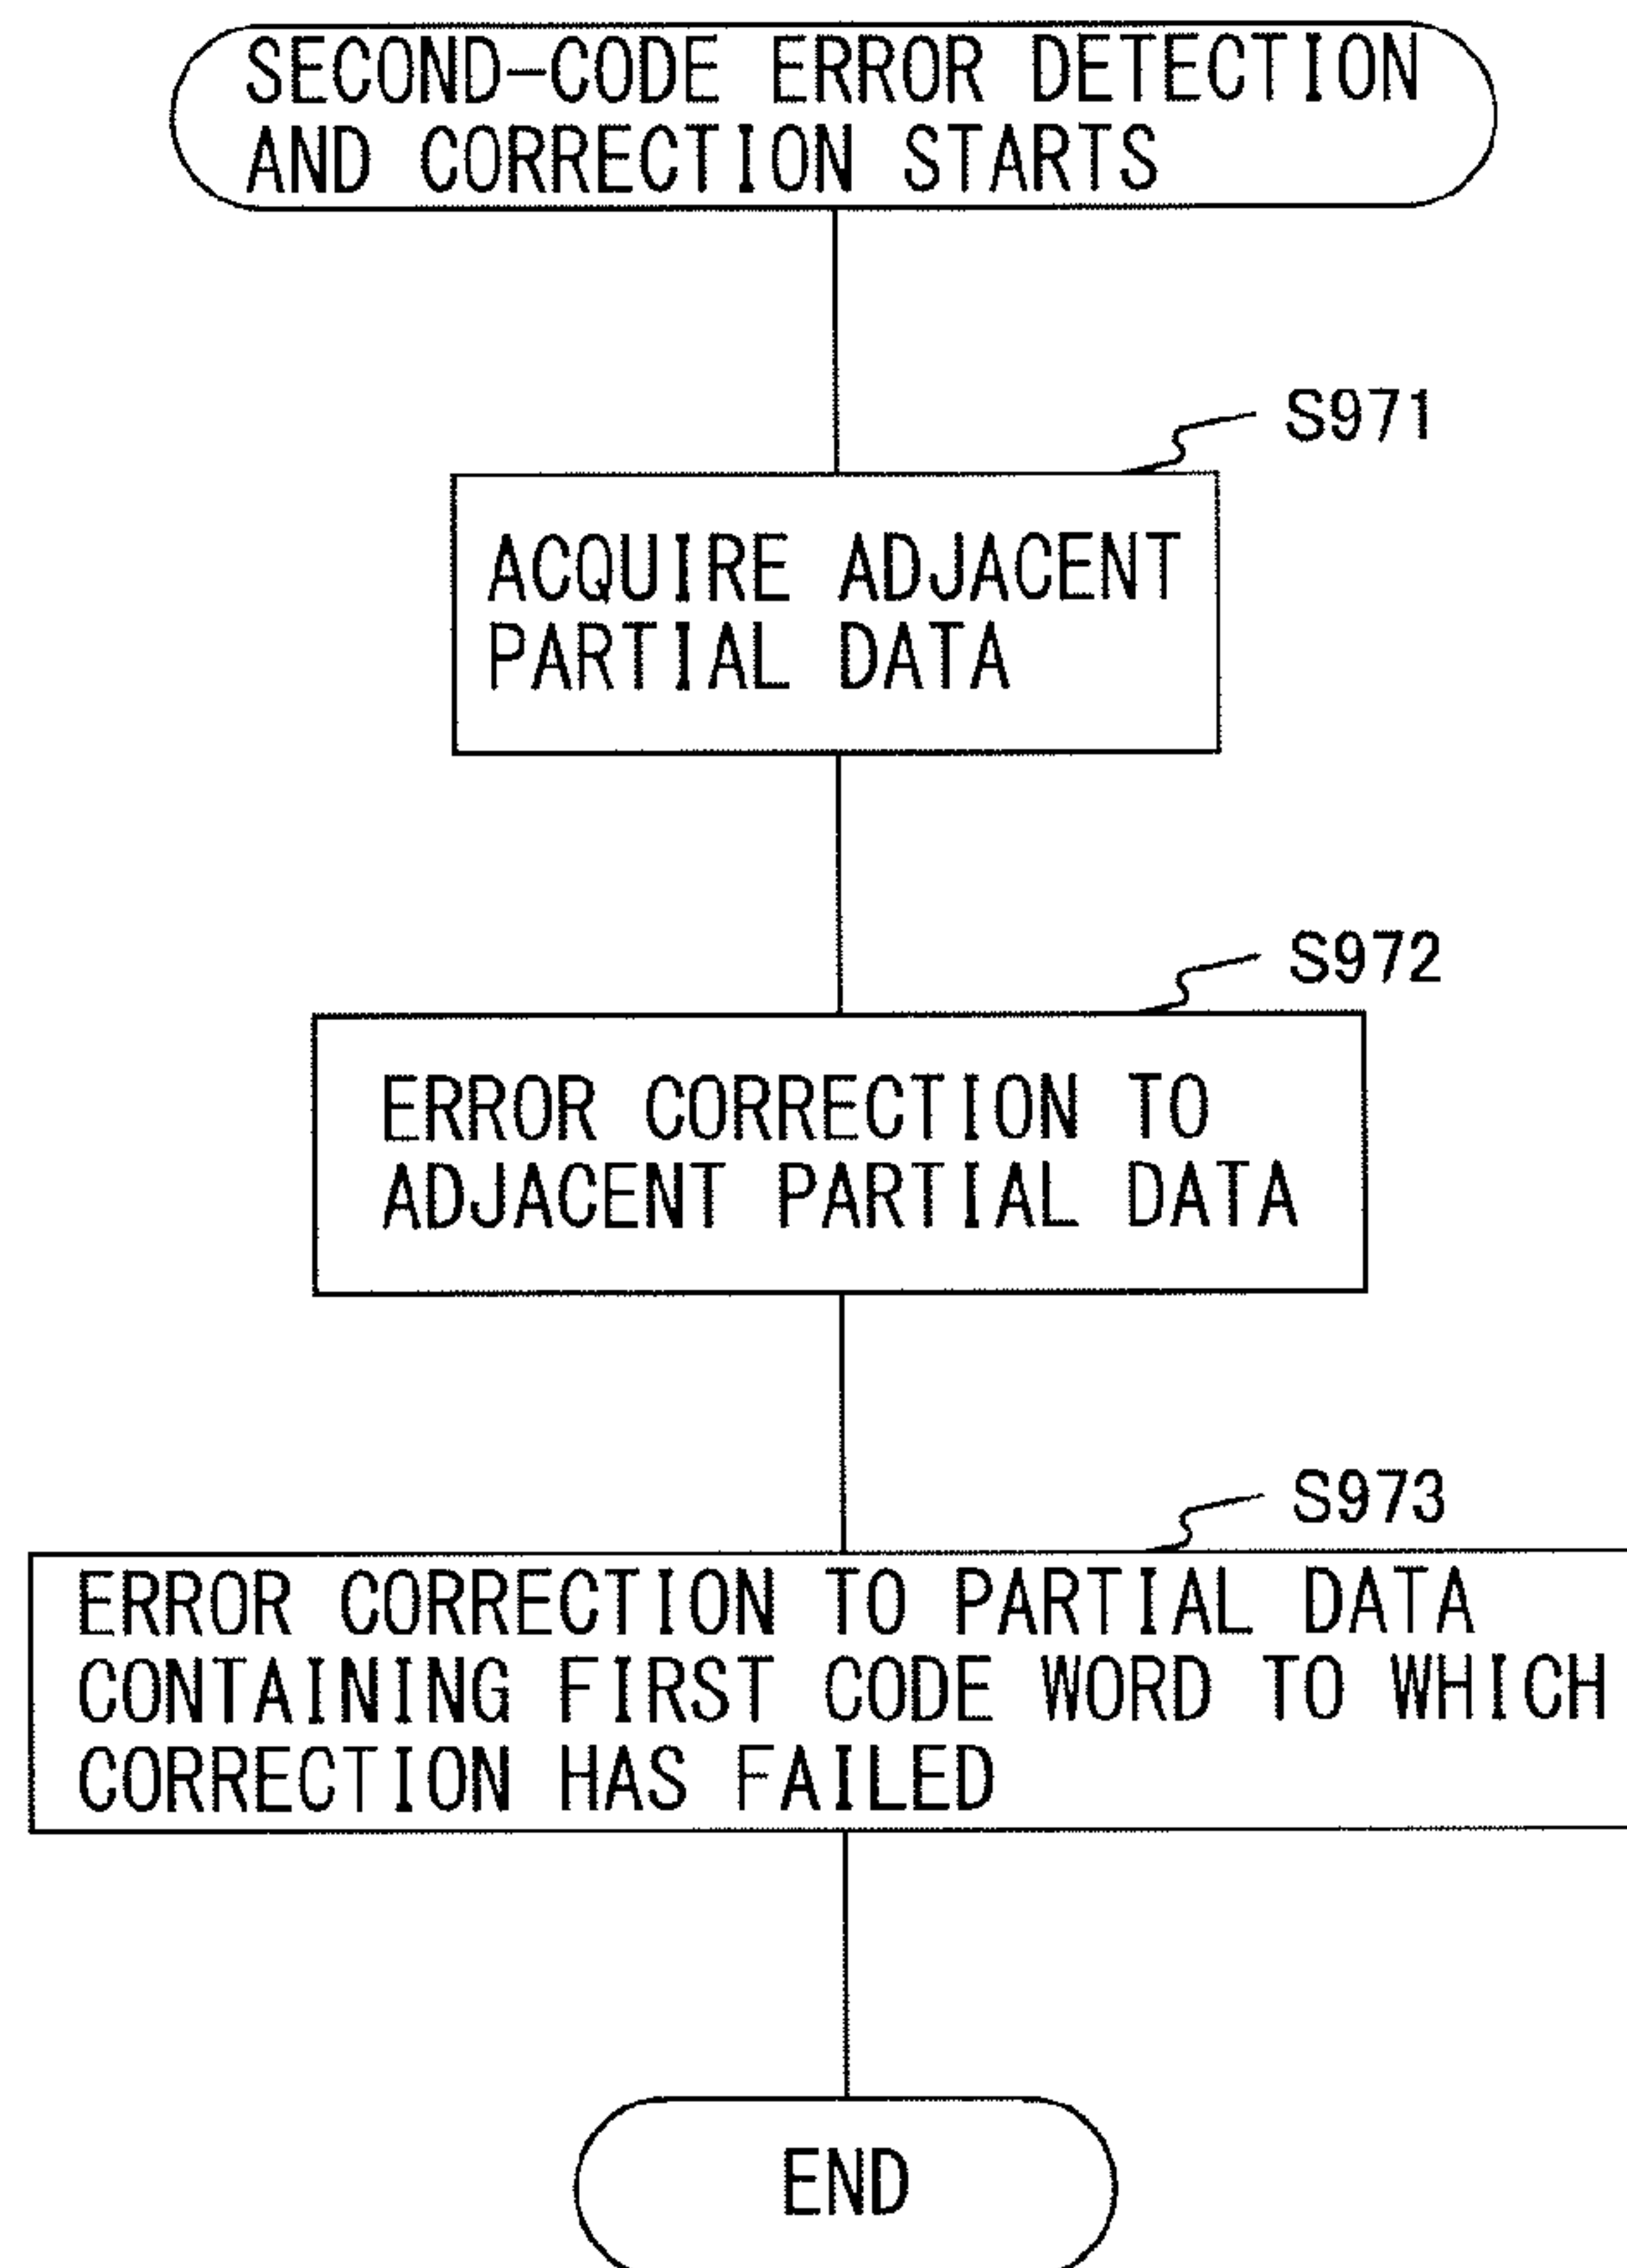 SECOND-CODE ERROR DETECTION
AND CORRECTION STARTS
S971
ACQUIRE ADJACENT
PARTIAL DATA
S972
ERROR CORRECTION TO
ADJACENT PARTIAL DATA
S973
ERROR CORRECTION TO PARTIAL DATA
CONTAINING FIRST CODE WORD TO WHICH
CORRECTION HAS FAILED
END